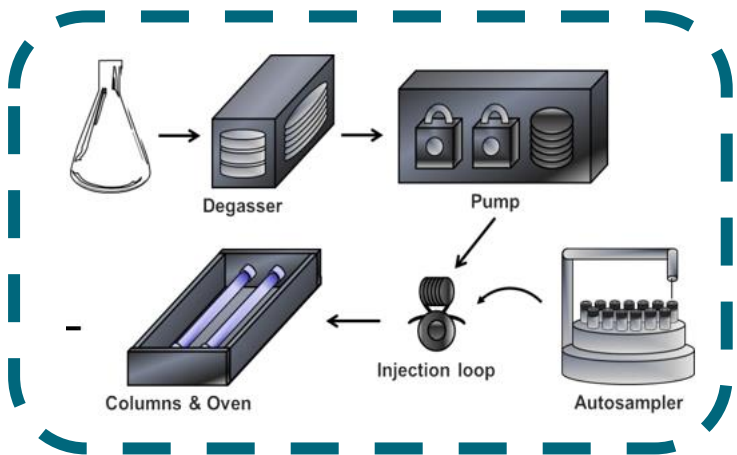 Degasser
Pump
Injection loop
Columns & Oven
Autosampler